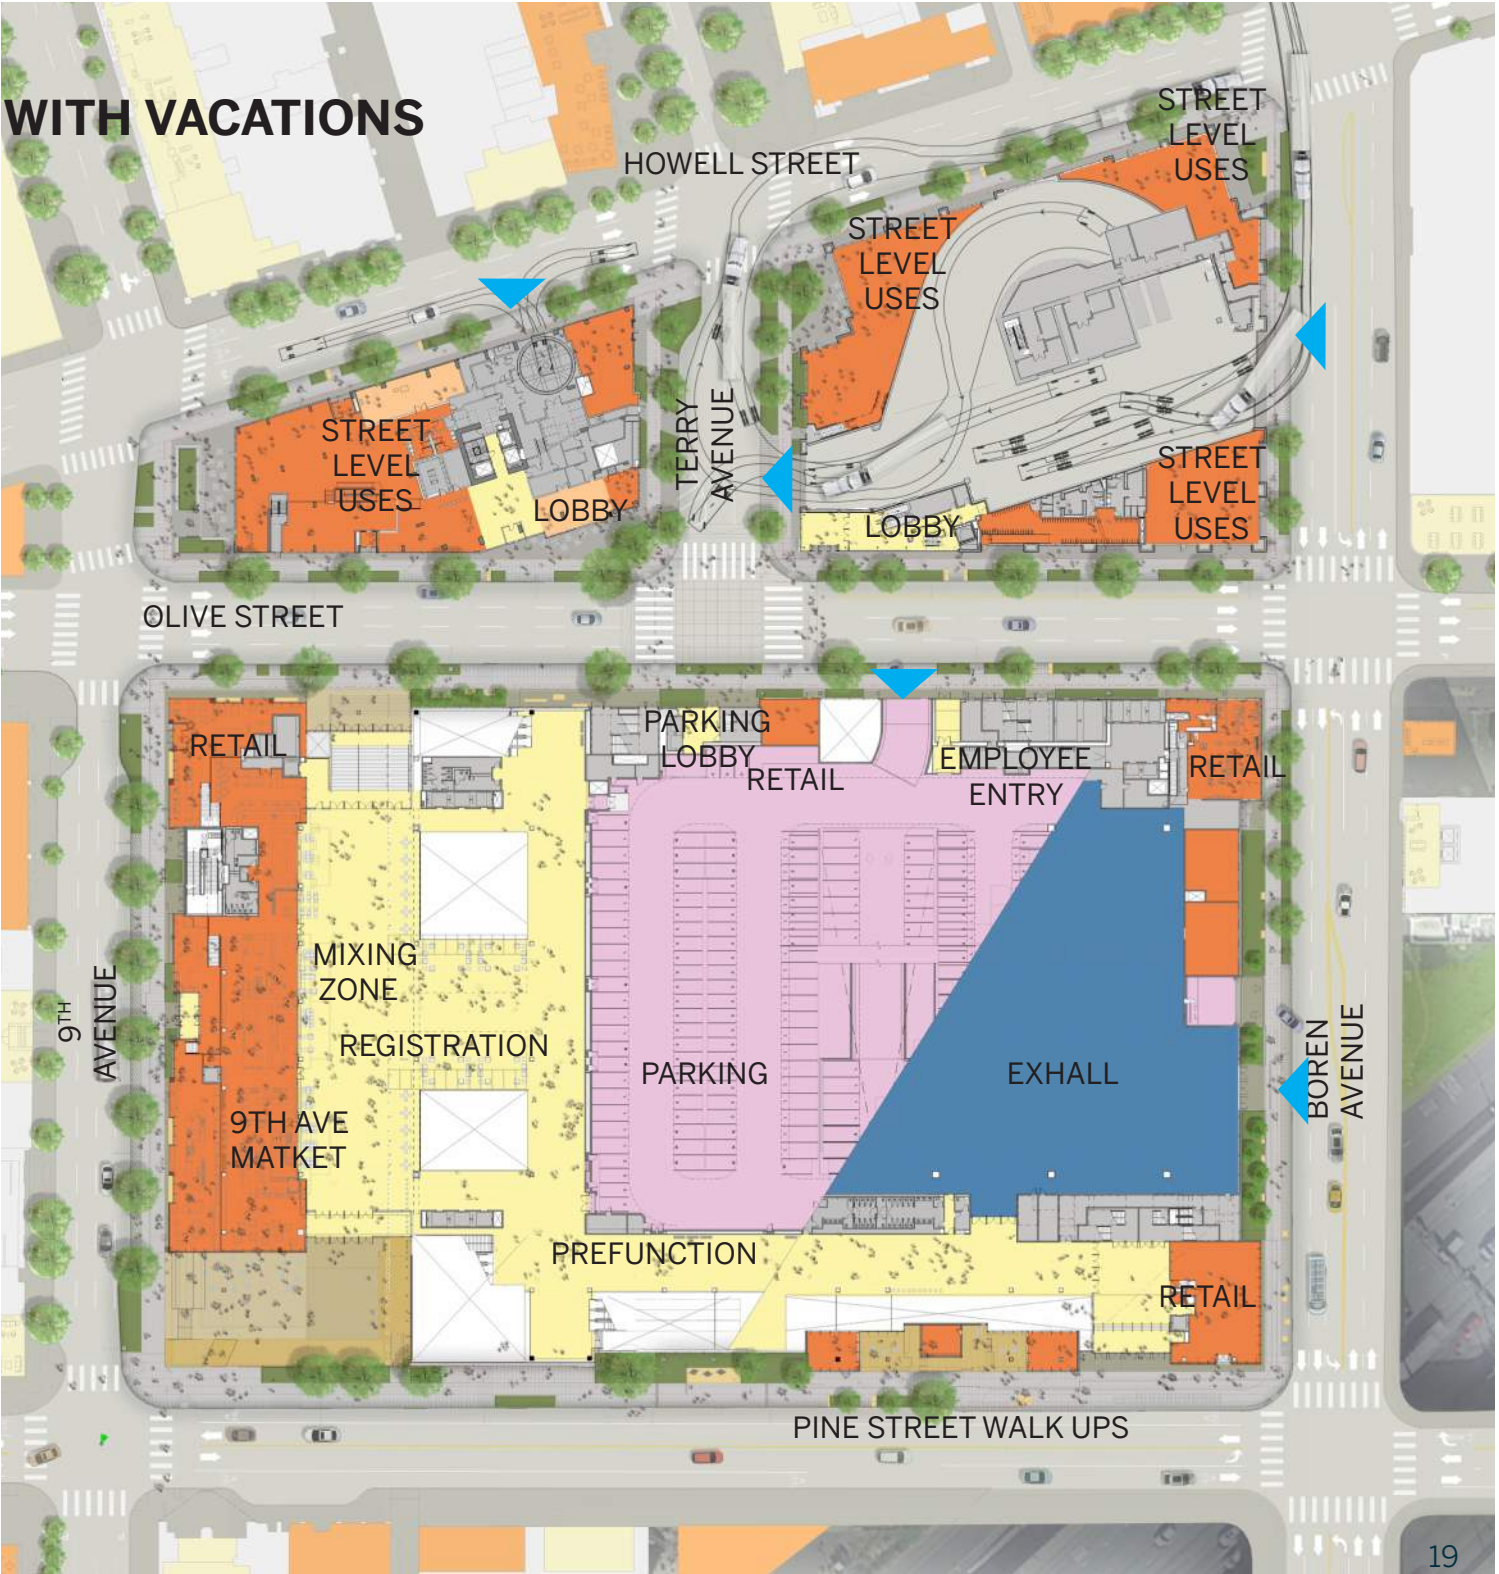 WITH VACATIONS
HOWELL STREET
STREET
LEVEL
USES
STREET
LEVEL
USES
STREET
LEVEL
USES
LOBBY
TERRY
AVENUE
LOBBY
STREET
LEVEL
USES
OLIVE STREET
RETAIL
PARKING
LOBBY
RETAIL
EMPLOYEE
ENTRY
RETAIL
MIXING
ZONE
9TH
AVENUE
REGISTRATION
PARKING
EXHALL
BOREN
AVENUE
9TH AVE
MATKET
PREFUNCTION
RETAIL
PINE STREET WALK UPS
19